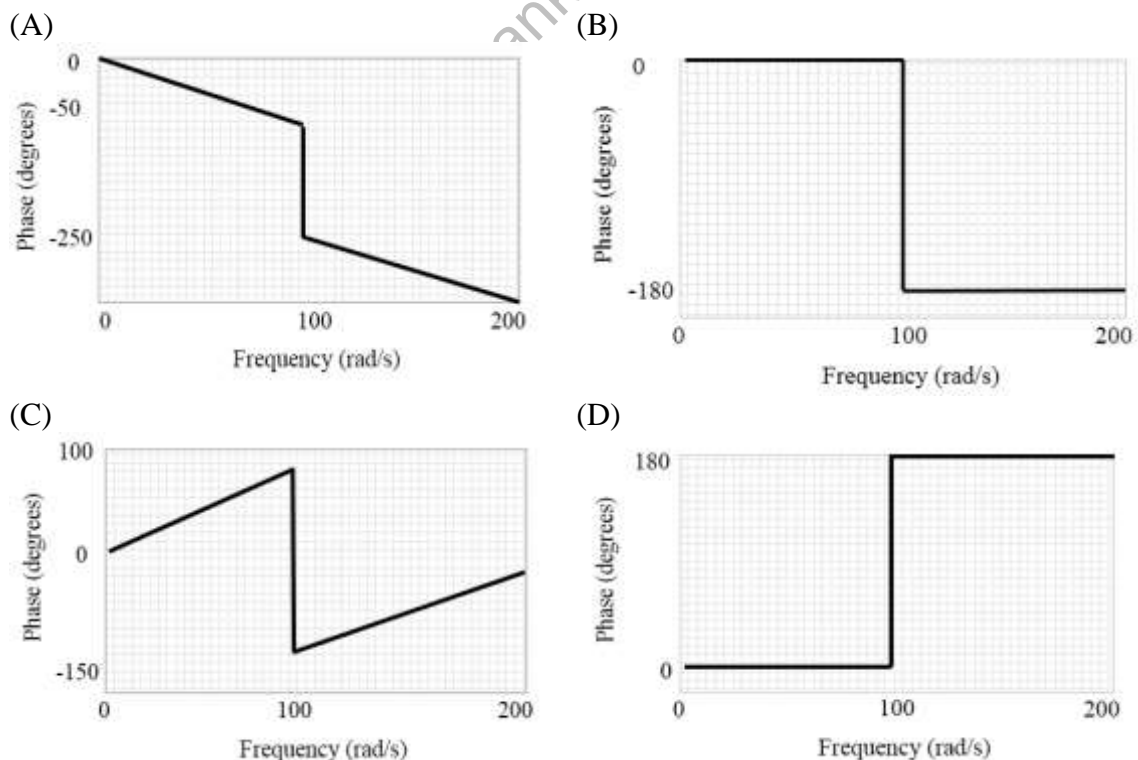 (A)
0
-50
-250
Phase (degrees)
0 100 200
Frequency (rad/s)
(B)
0
-180
Phase (degrees)
0 100 200
Frequency (rad/s)
(C)
100
0
-150
Phase (degrees)
0 100 200
Frequency (rad/s)
(D)
180
0
Phase (degrees)
0 100 200
Frequency (rad/s)